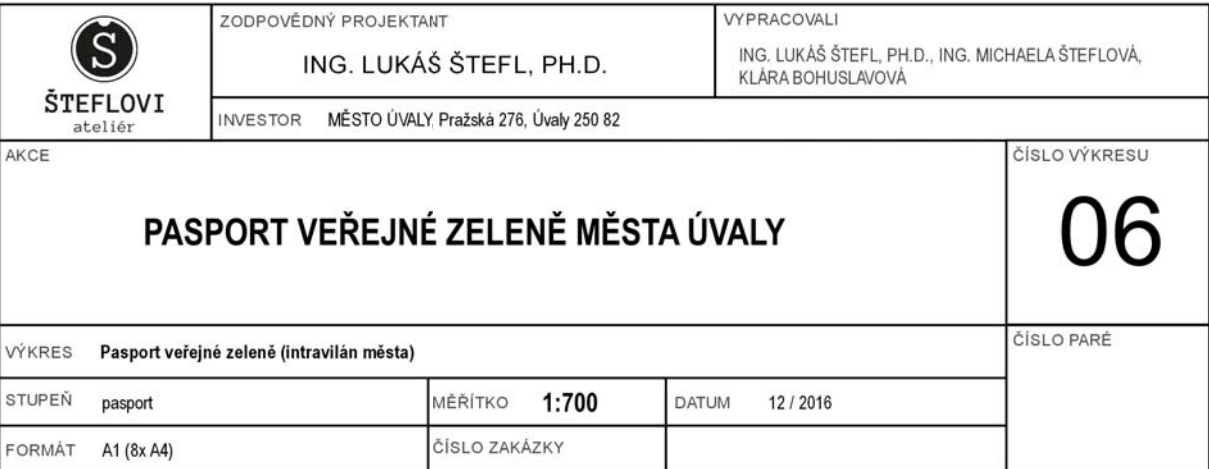 Š
ŠTEFLOVI
ateliér
ZODPOVĚDNÝ PROJEKTANT
ING. LUKÁŠ ŠTEFL, PH.D.
VYPRACOVALI
ING. LUKÁŠ ŠTEFL, PH.D., ING. MICHAELA ŠTEFLOVÁ,
KLÁRA BOHUSLAVOVÁ
INVESTOR MĚSTO ÚVALY, Pražská 276, Úvaly 250 82
AKCE
PASPORT VEŘEJNÉ ZELENĚ MĚSTA ÚVALY
ČÍSLO VÝKRESU
06
VÝKRES Pasport veřejné zeleně (intravilán města)
ČÍSLO PARÉ
STUPEŇ pasport
MĚŘÍTKO 1:700
DATUM 12 / 2016
FORMÁT A1 (8x A4)
ČÍSLO ZAKÁZKY